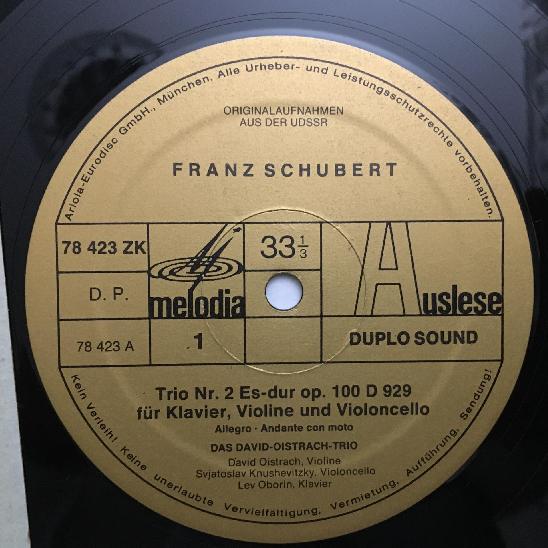 Ariola-Eurodisc GmbH., München, Alle Urheber- und Leistungsschutzrechte vorbehalten.
ORIGINALAUFNAHMEN
AUS DER UDSSR
FRANZ SCHUBERT
78 423 ZK
D. P.
78 423 A
melodia
1
33 1/3
Auslese
DUPLO SOUND
Trio Nr. 2 Es-dur op. 100 D 929
für Klavier, Violine und Violoncello
Allegro · Andante con moto
DAS DAVID-OISTRACH-TRIO
David Oistrach, Violine
Svjatoslav Knushevitzky, Violoncello
Lev Oborin, Klavier
Kein Verleih! Keine unerlaubte Vervielfältigung, Vermietung, Aufführung, Sendung!